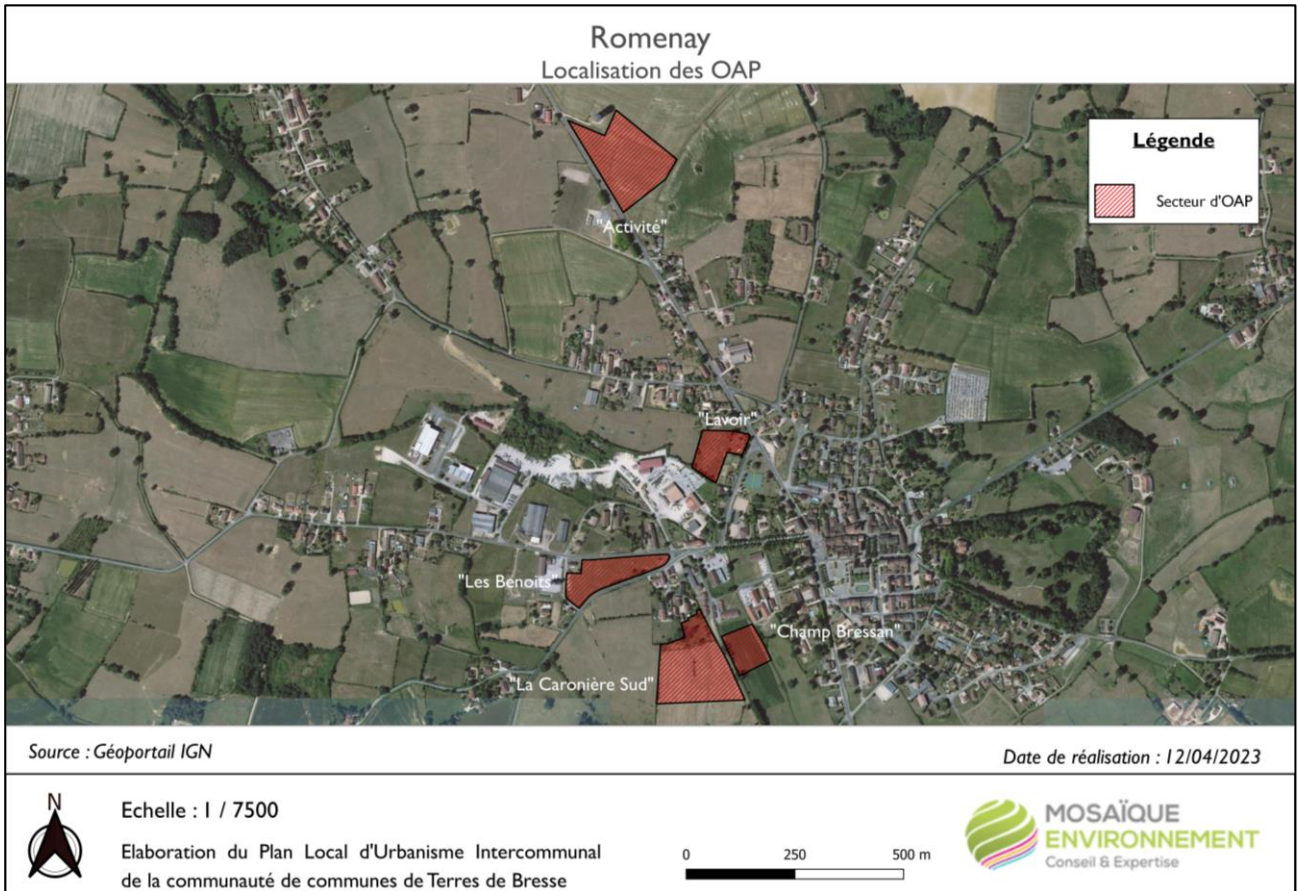 Romenay
Localisation des OAP
Légende
Secteur d'OAP
"Activité"
"Lavoir"
"Les Benoits"
"Champ Bressan"
"La Caronière Sud"
Source : Géoportail IGN
Date de réalisation : 12/04/2023
N
Echelle : 1 / 7500
Elaboration du Plan Local d'Urbanisme Intercommunal
de la communauté de communes de Terres de Bresse
0 250 500 m
MOSAÏQUE
ENVIRONNEMENT
Conseil & Expertise